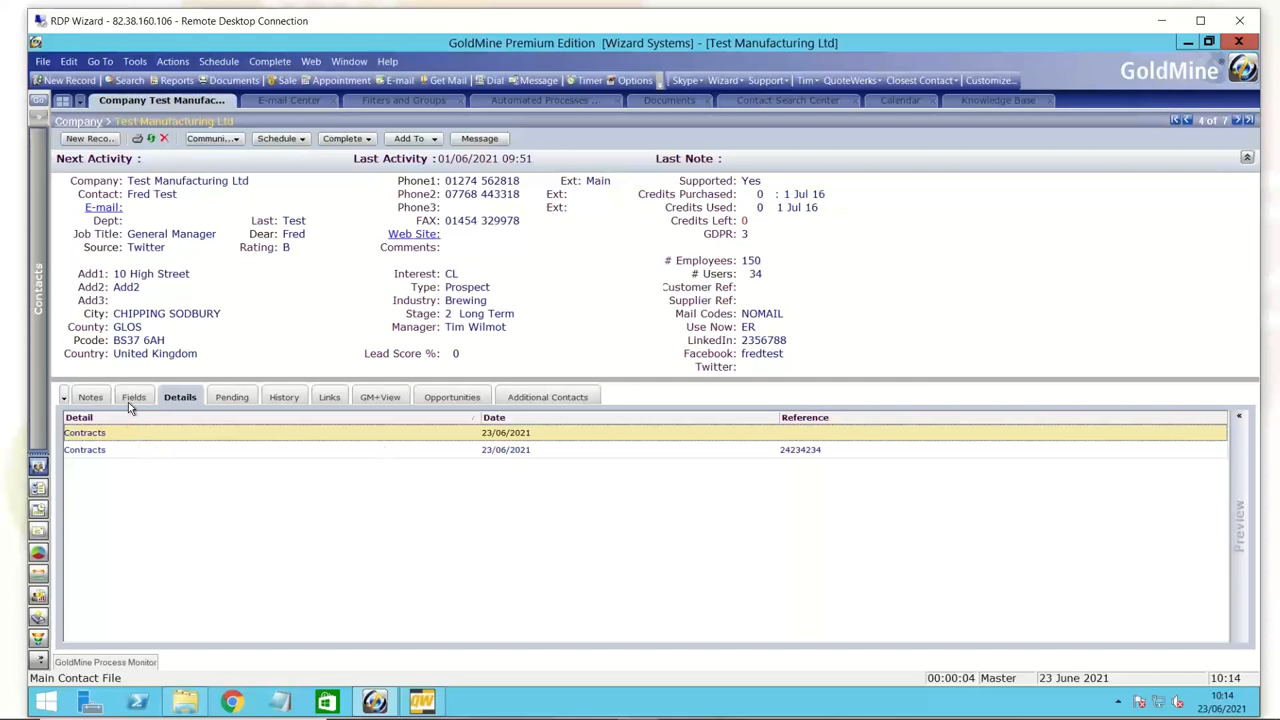 RDP Wizard - 82.38.160.106 - Remote Desktop Connection
GoldMine Premium Edition [Wizard Systems] - [Test Manufacturing Ltd]
File Edit Go To Tools Actions Schedule Complete Web Window Help
New Record Search Reports Documents Sale Appointment E-mail Get Mail Dial Message Timer Options Skype Wizard Support Tim QUOTEWerks Closest Contact Customize...
GoldMine
Go Company Test Manufac... E-mail Center Filters and Groups Automated Processes ... Documents Contact Search Center Calendar Knowledge Base
Company > Test Manufacturing Ltd 4 of 7
New Reco... Communi... Schedule Complete Add To Message
Next Activity : Last Activity : 01/06/2021 09:51 Last Note :
Company: Test Manufacturing Ltd Phone1: 01274 562818 Ext: Main Supported: Yes
Contact: Fred Test Phone2: 07768 443318 Ext: Credits Purchased: 0 : 1 Jul 16
E-mail: Phone3: Ext: Credits Used: 0 1 Jul 16
Dept: Last: Test FAX: 01454 329978 Credits Left: 0
Job Title: General Manager Dear: Fred Web Site: GDPR: 3
Source: Twitter Rating: B Comments:
# Employees: 150
Add1: 10 High Street Interest: CL # Users: 34
Add2: Add2 Type: Prospect Customer Ref:
Add3: Industry: Brewing Supplier Ref:
City: CHIPPING SODBURY Stage: 2 Long Term Mail Codes: NOMAIL
County: GLOS Manager: Tim Wilmot Use Now: ER
Pcode: BS37 6AH LinkedIn: 2356788
Country: United Kingdom Lead Score %: 0 Facebook: fredtest
Twitter:
Contacts
Notes Fields Details Pending History Links GM+View Opportunities Additional Contacts
Detail Date Reference
Contracts 23/06/2021
Contracts 23/06/2021 24234234
Preview
GoldMine Process Monitor
Main Contact File 00:00:04 Master 23 June 2021 10:14
QW
10:14
23/06/2021